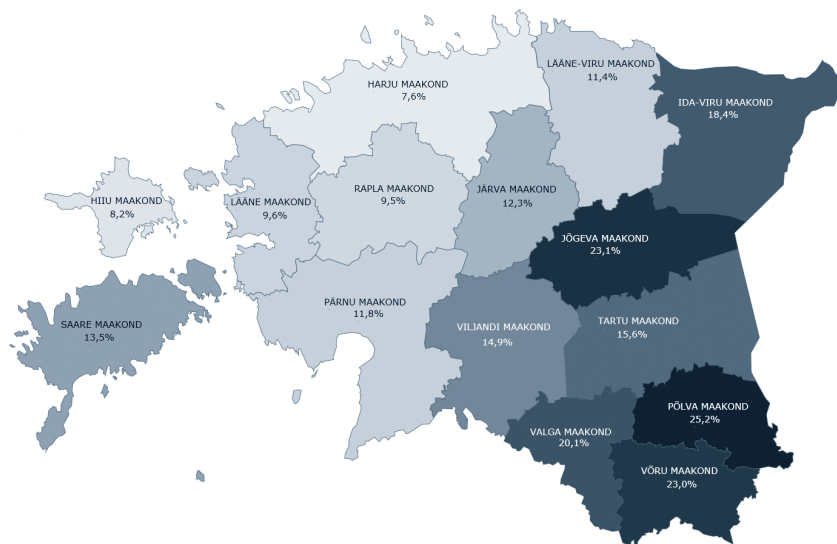 LÄÄNE-VIRU MAAKOND
11,4%
HARJU MAAKOND
7,6%
IDA-VIRU MAAKOND
18,4%
HIIU MAAKOND
8,2%
LÄÄNE MAAKOND
9,6%
RAPLA MAAKOND
9,5%
JÄRVA MAAKOND
12,3%
JÕGEVA MAAKOND
23,1%
SAARE MAAKOND
13,5%
PÄRNU MAAKOND
11,8%
VILJANDI MAAKOND
14,9%
TARTU MAAKOND
15,6%
PÕLVA MAAKOND
25,2%
VALGA MAAKOND
20,1%
VÕRU MAAKOND
23,0%